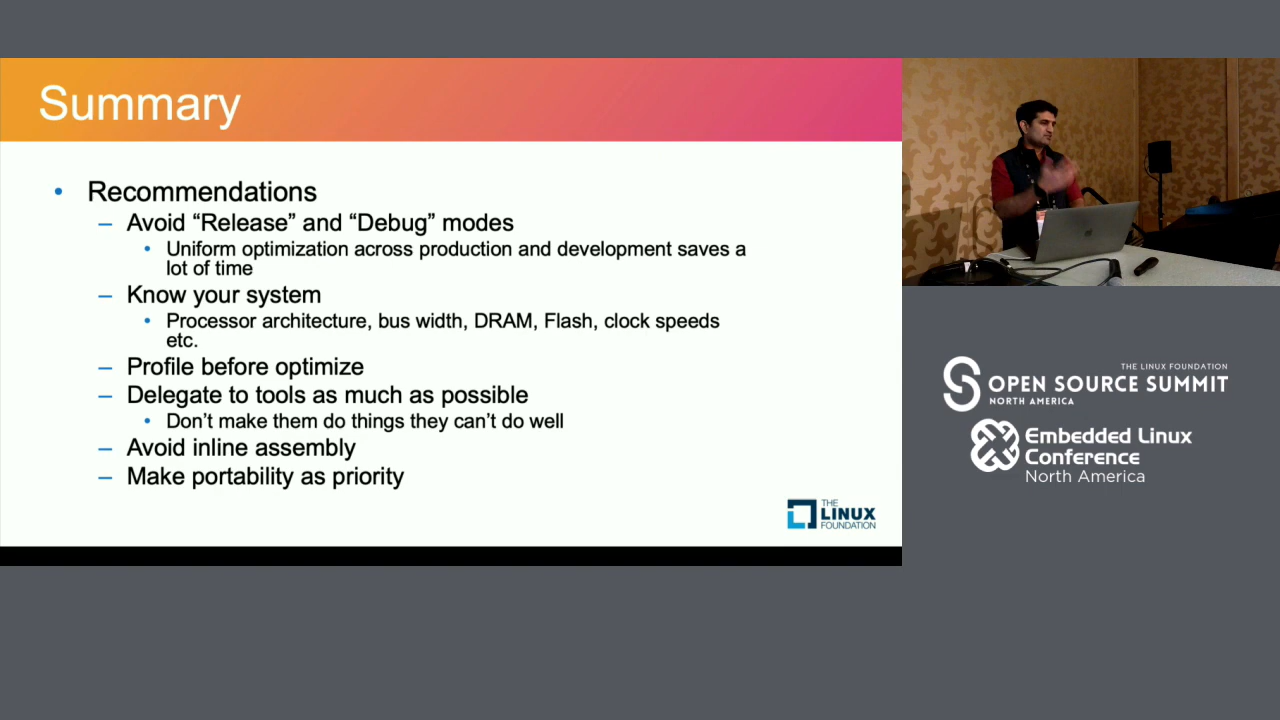 Summary
• Recommendations
– Avoid “Release” and “Debug” modes
• Uniform optimization across production and development saves a
lot of time
– Know your system
• Processor architecture, bus width, DRAM, Flash, clock speeds
etc.
– Profile before optimize
– Delegate to tools as much as possible
• Don’t make them do things they can’t do well
– Avoid inline assembly
– Make portability as priority
THE
LINUX
FOUNDATION
THE LINUX FOUNDATION
OPEN SOURCE SUMMIT
NORTH AMERICA
Embedded Linux
Conference
North America